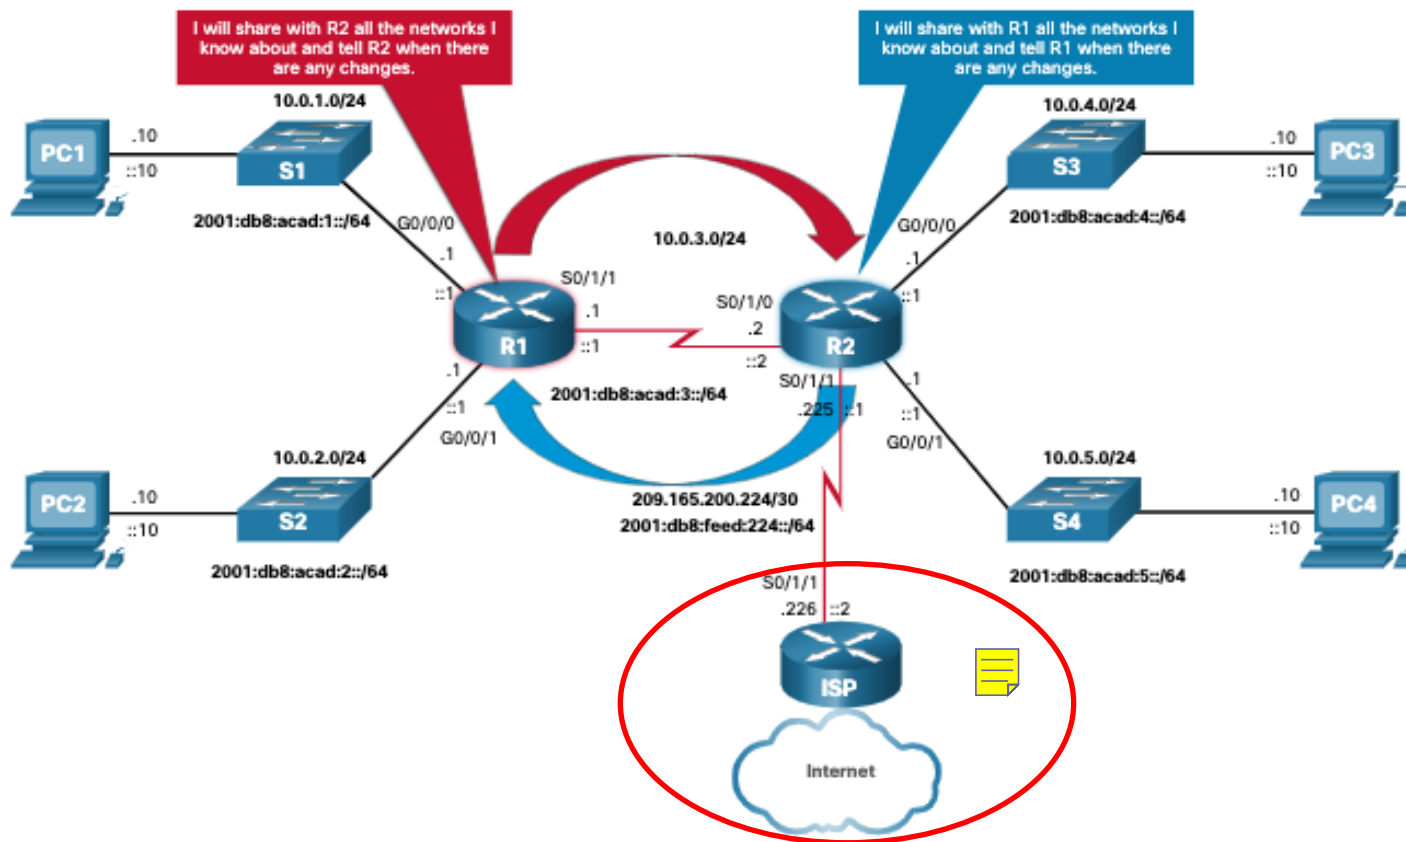 I will share with R2 all the networks I
know about and tell R2 when there
are any changes.
I will share with R1 all the networks I
know about and tell R1 when there
are any changes.
10.0.1.0/24
10.0.4.0/24
PC1
.10
::10
S1
S3
.10
::10
PC3
2001:db8:acad:1::/64
G0/0/0
.1
::1
10.0.3.0/24
2001:db8:acad:4::/64
G0/0/0
.1
::1
S0/1/1
.1
::1
R1
S0/1/0
.2
::2
R2
2001:db8:acad:3::/64
S0/1/1
.225
::1
.1
::1
G0/0/1
.1
::1
G0/0/1
10.0.2.0/24
10.0.5.0/24
PC2
.10
::10
S2
209.165.200.224/30
2001:db8:feed:224::/64
S4
.10
::10
PC4
2001:db8:acad:2::/64
2001:db8:acad:5::/64
S0/1/1
.226
::2
ISP
Internet